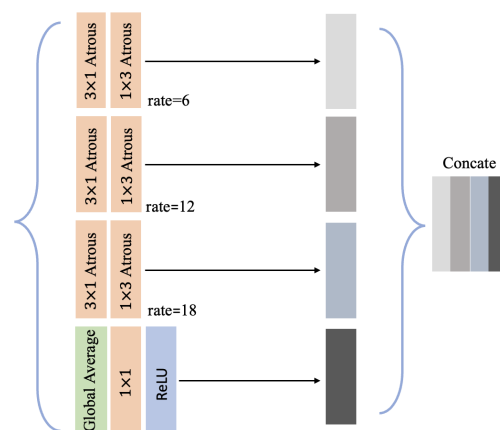 3×1 Atrous
1×3 Atrous
rate=6
3×1 Atrous
1×3 Atrous
rate=12
3×1 Atrous
1×3 Atrous
rate=18
Global Average
1×1
ReLU
Concate